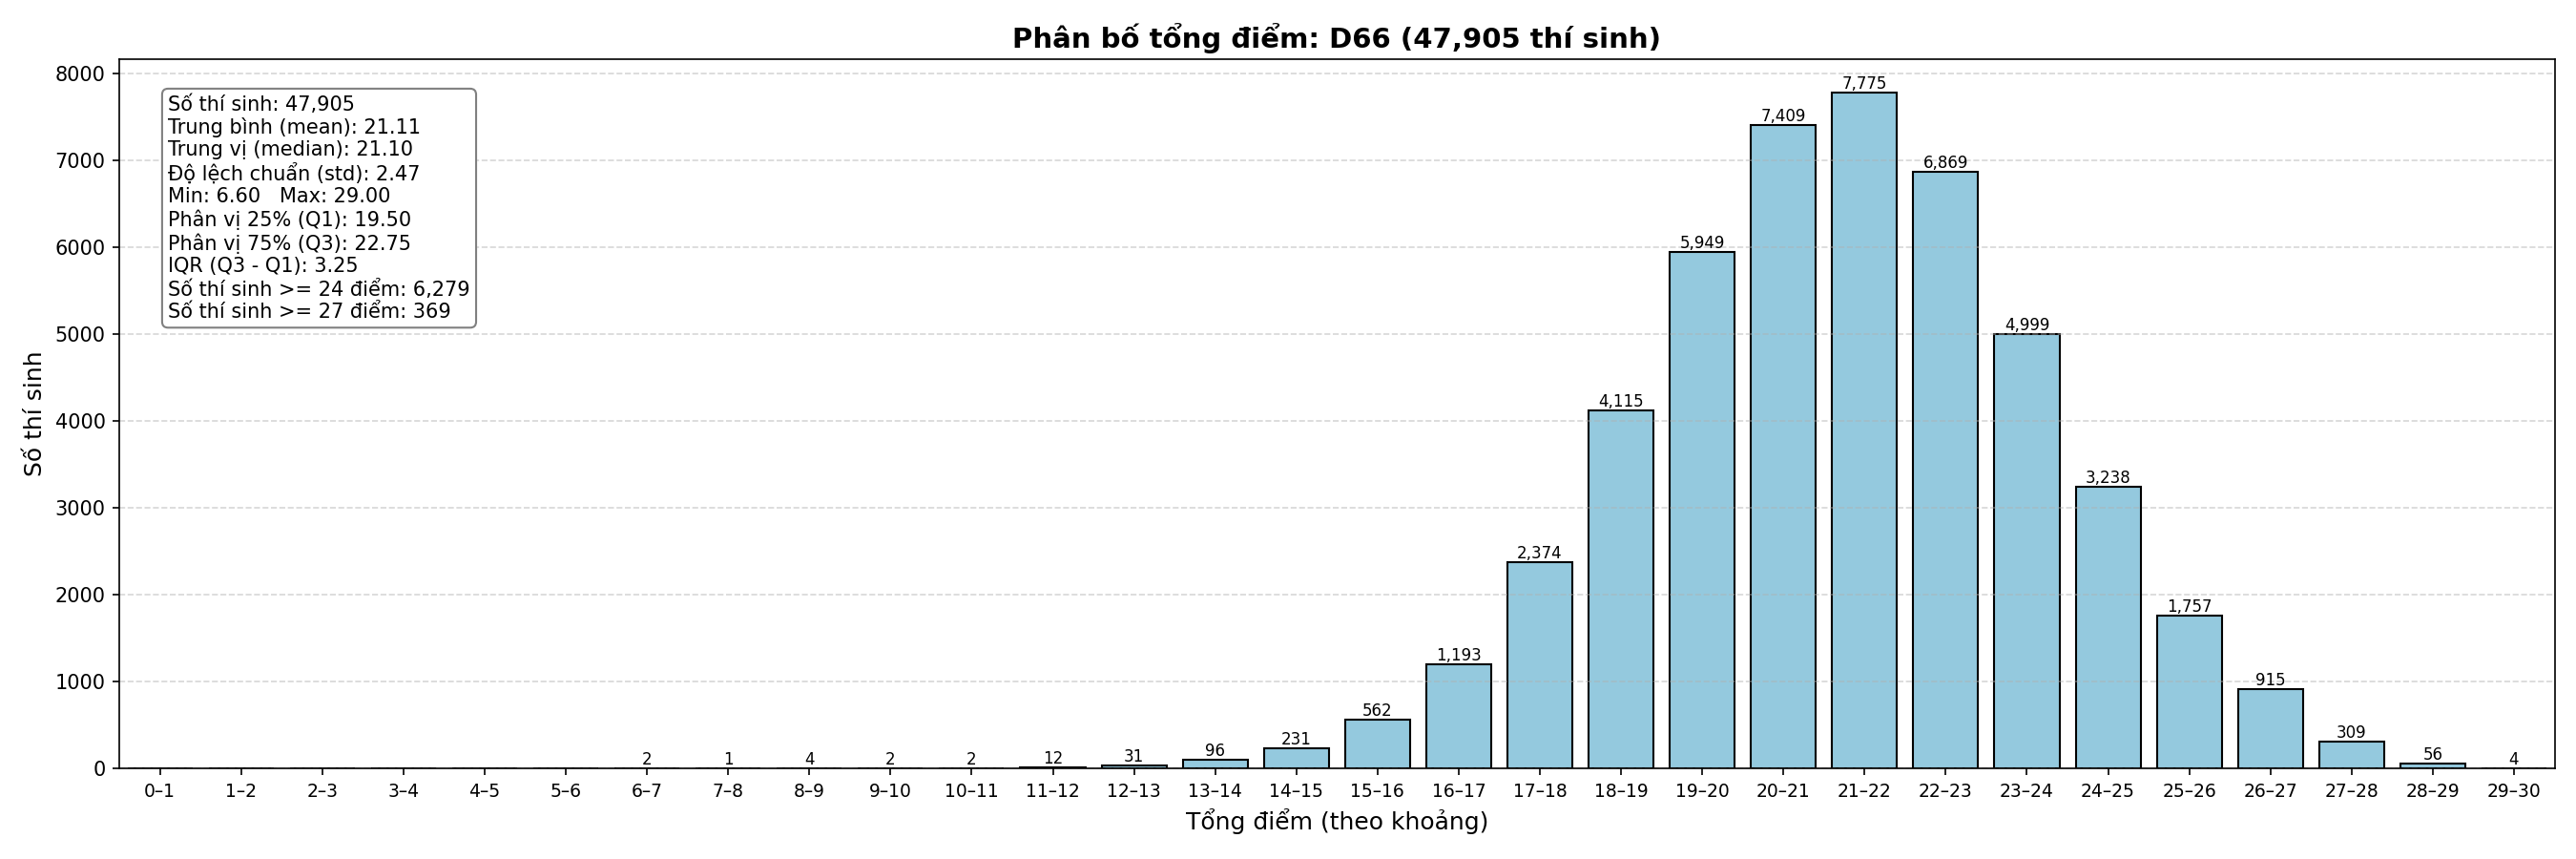 Phân bố tổng điểm: D66 (47,905 thí sinh)
Số thí sinh: 47,905
Trung bình (mean): 21.11
Trung vị (median): 21.10
Độ lệch chuẩn (std): 2.47
Min: 6.60   Max: 29.00
Phân vị 25% (Q1): 19.50
Phân vị 75% (Q3): 22.75
IQR (Q3 - Q1): 3.25
Số thí sinh >= 24 điểm: 6,279
Số thí sinh >= 27 điểm: 369
Số thí sinh
8000
7000
6000
5000
4000
3000
2000
1000
0
2 1 4 2 2 12 31 96 231 562 1,193 2,374 4,115 5,949 7,409 7,775 6,869 4,999 3,238 1,757 915 309 56 4
0–1 1–2 2–3 3–4 4–5 5–6 6–7 7–8 8–9 9–10 10–11 11–12 12–13 13–14 14–15 15–16 16–17 17–18 18–19 19–20 20–21 21–22 22–23 23–24 24–25 25–26 26–27 27–28 28–29 29–30
Tổng điểm (theo khoảng)